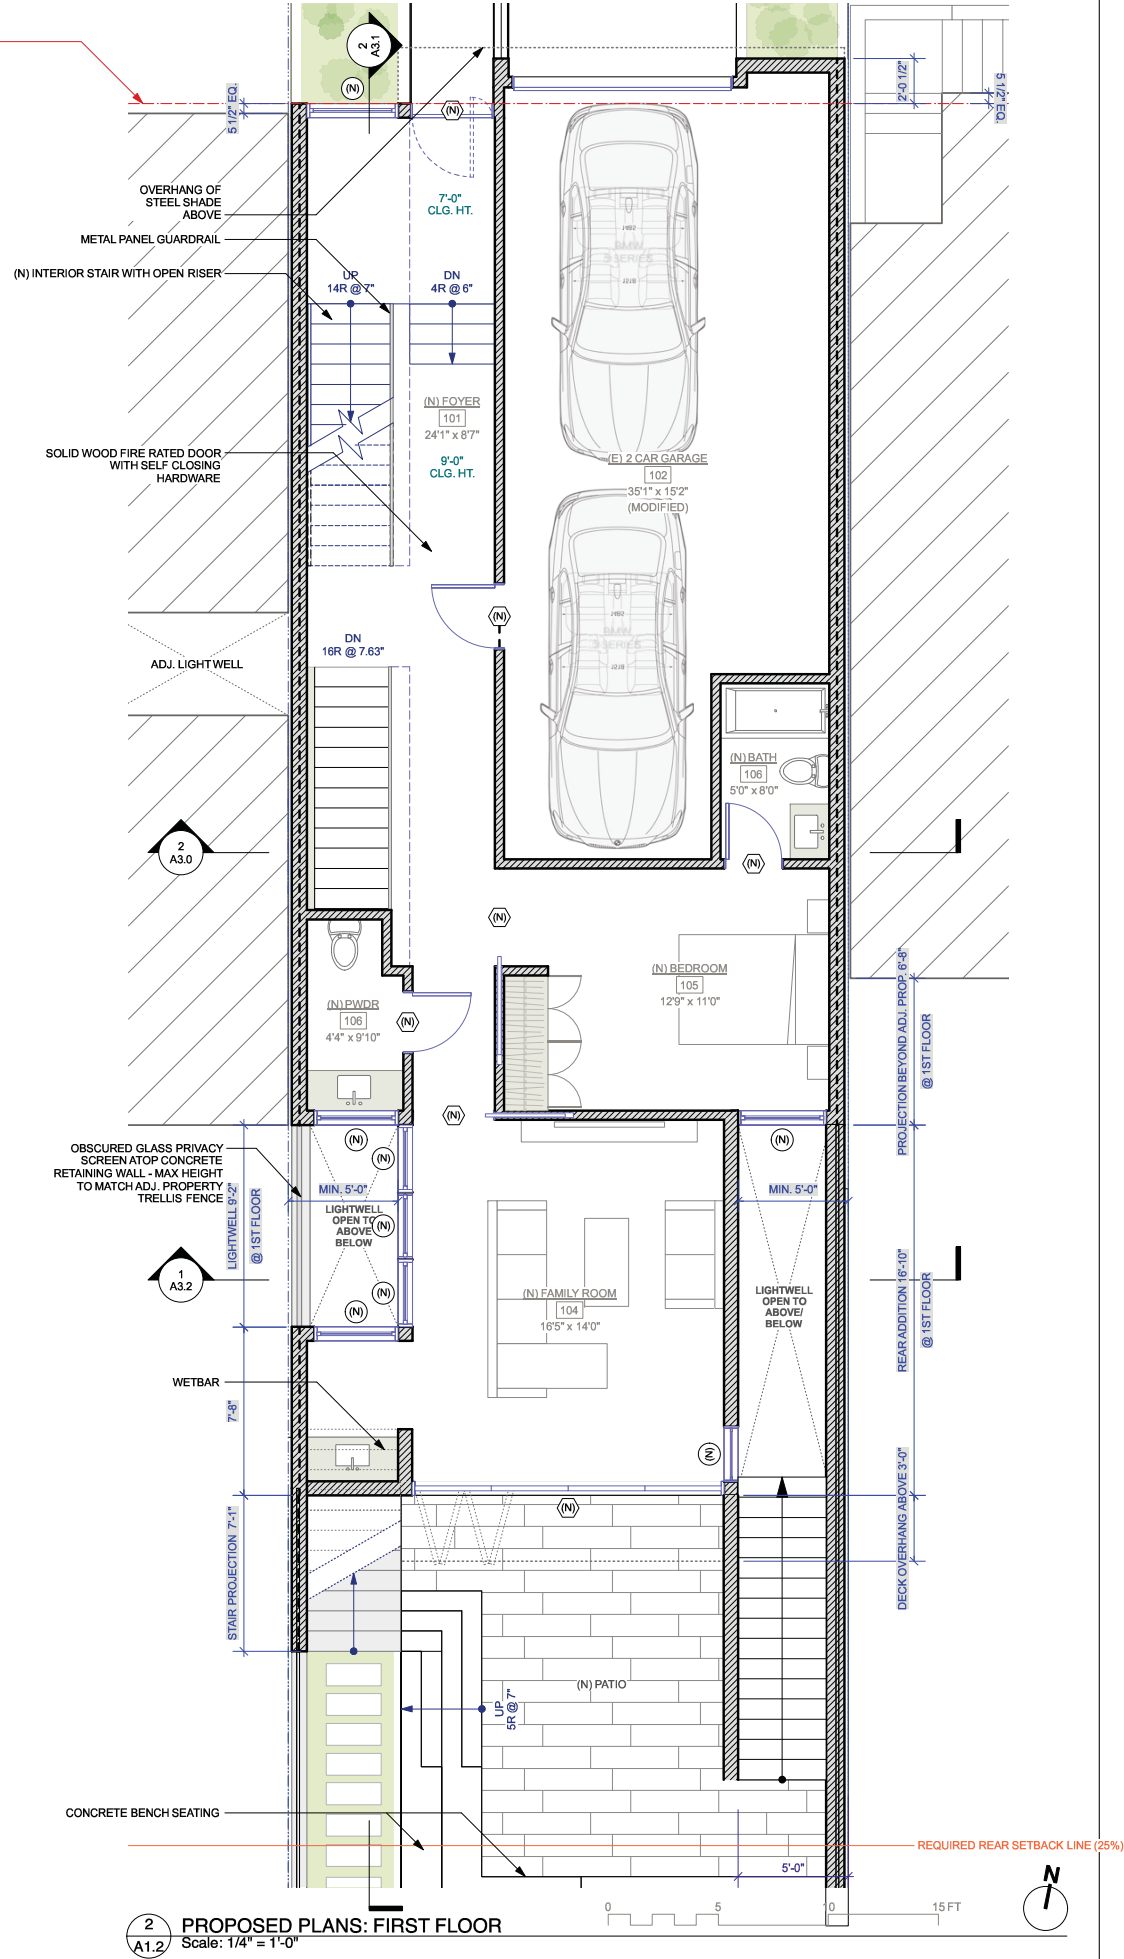 2
A3.1
(N)
(N)
5 1/2" EQ.
2'-0 1/2"
5 1/2" EQ.
OVERHANG OF
STEEL SHADE
ABOVE
7'-0"
CLG. HT.
METAL PANEL GUARDRAIL
(N) INTERIOR STAIR WITH OPEN RISER
UP
14R @ 7"
DN
4R @ 6"
BMW
3 SERIES
(N) FOYER
101
24'1" x 8'7"
9'-0"
CLG. HT.
SOLID WOOD FIRE RATED DOOR
WITH SELF CLOSING
HARDWARE
(E) 2 CAR GARAGE
102
35'1" x 15'2"
(MODIFIED)
(N)
BMW
3 SERIES
DN
16R @ 7.63"
ADJ. LIGHT WELL
(N) BATH
106
5'0" x 8'0"
2
A3.0
(N)
(N)
(N) BEDROOM
105
12'9" x 11'0"
(N) PWDR
106
4'4" x 9'10"
(N)
PROJECTION BEYOND ADJ. PROP. 6'-8"
@ 1ST FLOOR
(N)
OBSCURED GLASS PRIVACY
SCREEN ATOP CONCRETE
RETAINING WALL - MAX HEIGHT
TO MATCH ADJ. PROPERTY
TRELLIS FENCE
(N)
(N)
(N)
MIN. 5'-0"
MIN. 5'-0"
LIGHTWELL 9'-2"
@ 1ST FLOOR
LIGHTWELL
OPEN TO
ABOVE
BELOW
(N)
1
A3.2
(N)
(N)
(N) FAMILY ROOM
104
16'5" x 14'0"
LIGHTWELL
OPEN TO
ABOVE/
BELOW
REAR ADDITION 16'-10"
@ 1ST FLOOR
WETBAR
7'-8"
(N)
(N)
DECK OVERHANG ABOVE 3'-0"
STAIR PROJECTION 7'-1"
(N) PATIO
UP
5R @ 7"
CONCRETE BENCH SEATING
REQUIRED REAR SETBACK LINE (25%)
5'-0"
N
0 5 10 15 FT
2
A1.2
PROPOSED PLANS: FIRST FLOOR
Scale: 1/4" = 1'-0"